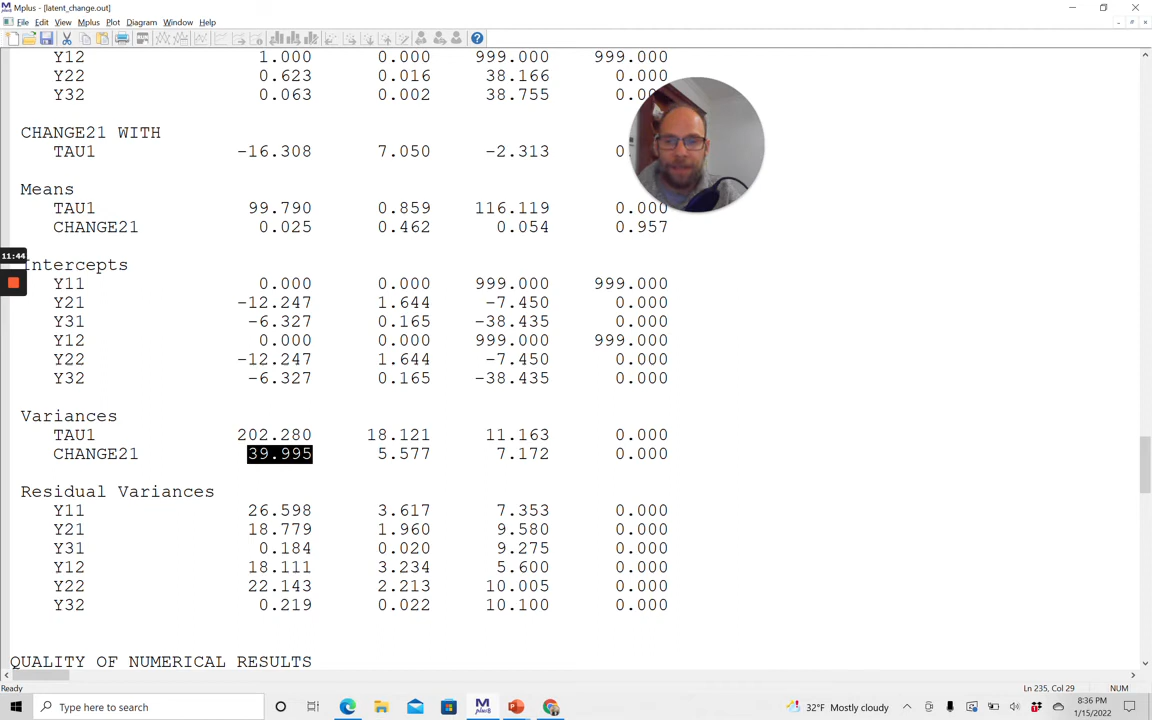 Mplus - [latent_change.out]
File Edit View Mplus Plot Diagram Window Help
Y12 1.000 0.000 999.000 999.000
Y22 0.623 0.016 38.166
Y32 0.063 0.002 38.755
CHANGE21 WITH
TAU1 -16.308 7.050 -2.313
Means
TAU1 99.790 0.859 116.119 0.000
CHANGE21 0.025 0.462 0.054 0.957
11:44
Intercepts
Y11 0.000 0.000 999.000 999.000
Y21 -12.247 1.644 -7.450 0.000
Y31 -6.327 0.165 -38.435 0.000
Y12 0.000 0.000 999.000 999.000
Y22 -12.247 1.644 -7.450 0.000
Y32 -6.327 0.165 -38.435 0.000
Variances
TAU1 202.280 18.121 11.163 0.000
CHANGE21 39.995 5.577 7.172 0.000
Residual Variances
Y11 26.598 3.617 7.353 0.000
Y21 18.779 1.960 9.580 0.000
Y31 0.184 0.020 9.275 0.000
Y12 18.111 3.234 5.600 0.000
Y22 22.143 2.213 10.005 0.000
Y32 0.219 0.022 10.100 0.000
QUALITY OF NUMERICAL RESULTS
Ready Ln 235, Col 29 NUM
Type here to search 32°F Mostly cloudy 8:36 PM
1/15/2022